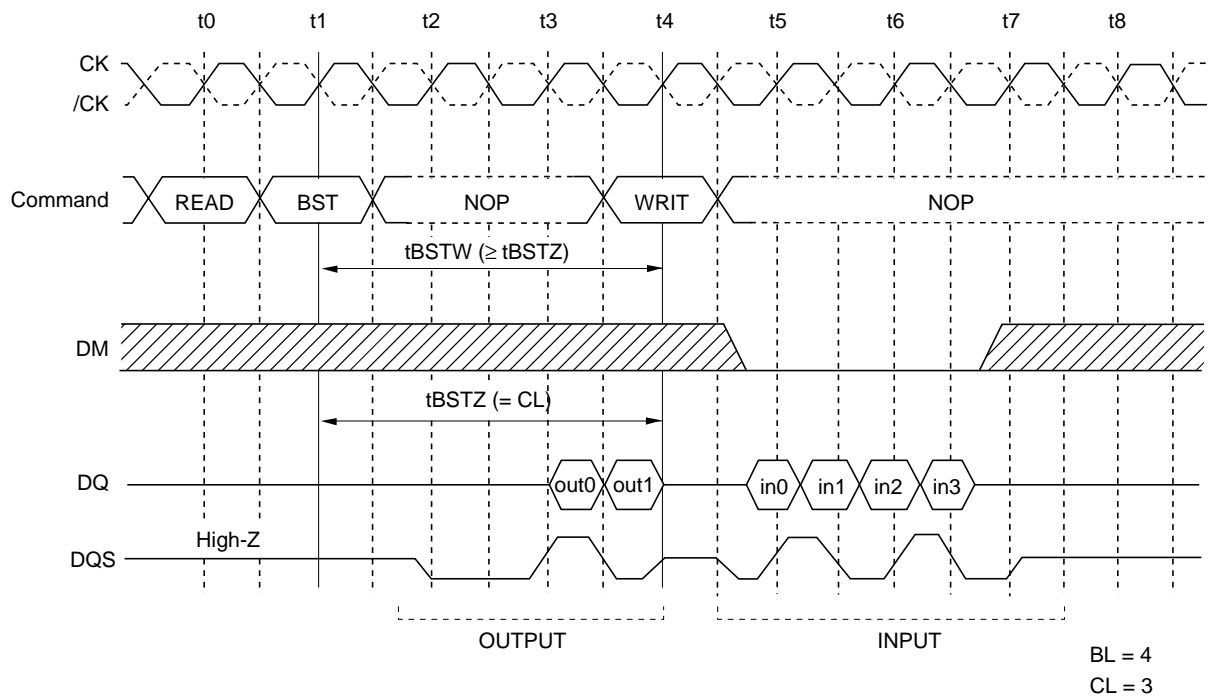 t0 t1 t2 t3 t4 t5 t6 t7 t8
CK
/CK
Command READ BST NOP WRIT NOP
tBSTW (≥ tBSTZ)
DM
tBSTZ (= CL)
DQ out0 out1 in0 in1 in2 in3
High-Z
DQS
OUTPUT INPUT
BL = 4
CL = 3